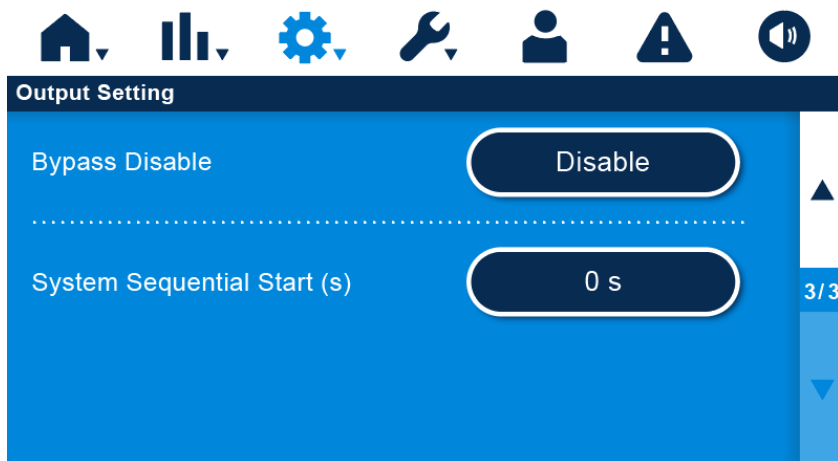 Output Setting
Bypass Disable
Disable
System Sequential Start (s)
0 s
3/3